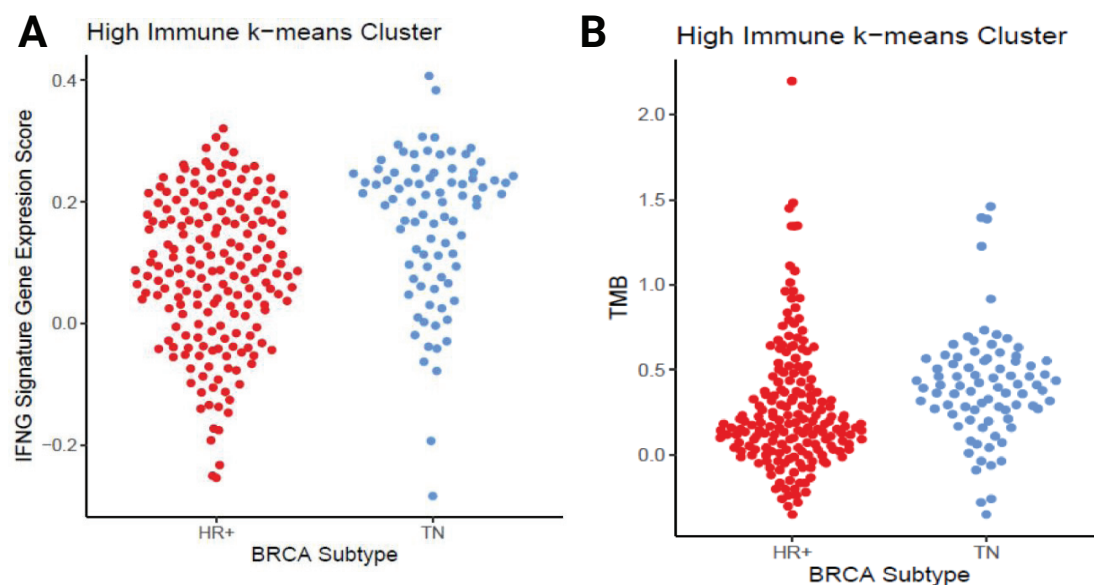 A
High Immune k-means Cluster
IFNG Signature Gene Expresion Score
0.4
0.2
0.0
-0.2
HR+
TN
BRCA Subtype
B
High Immune k-means Cluster
TMB
2.0
1.5
1.0
0.5
0.0
HR+
TN
BRCA Subtype